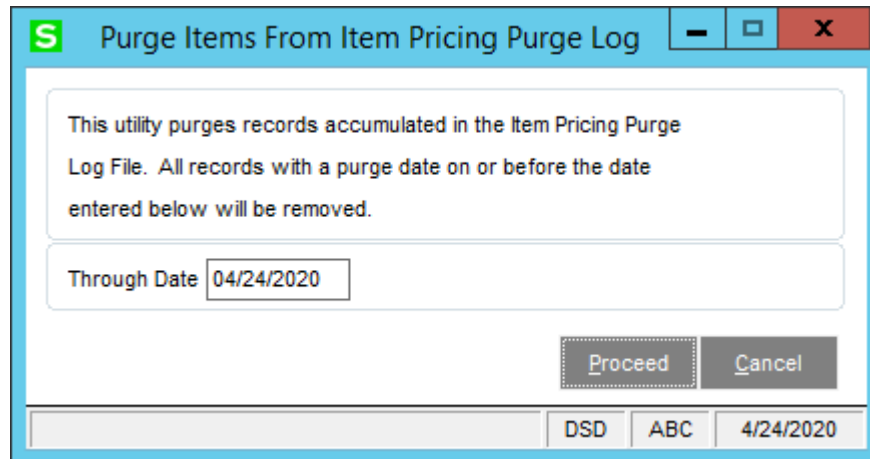 S Purge Items From Item Pricing Purge Log
This utility purges records accumulated in the Item Pricing Purge
Log File. All records with a purge date on or before the date
entered below will be removed.
Through Date 04/24/2020
Proceed Cancel
DSD ABC 4/24/2020